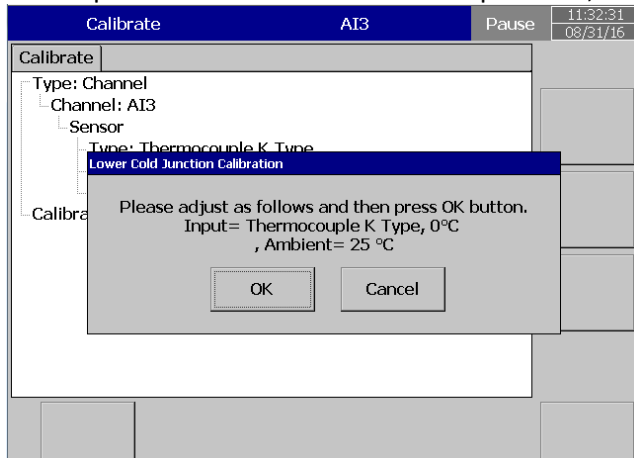 Calibrate AI3 Pause 11:32:31
08/31/16
Calibrate
Type: Channel
Channel: AI3
Sensor
Type: Thermocouple K Type
Lower Cold Junction Calibration
Calibra
Please adjust as follows and then press OK button.
Input= Thermocouple K Type, 0°C
, Ambient= 25 °C
OK Cancel